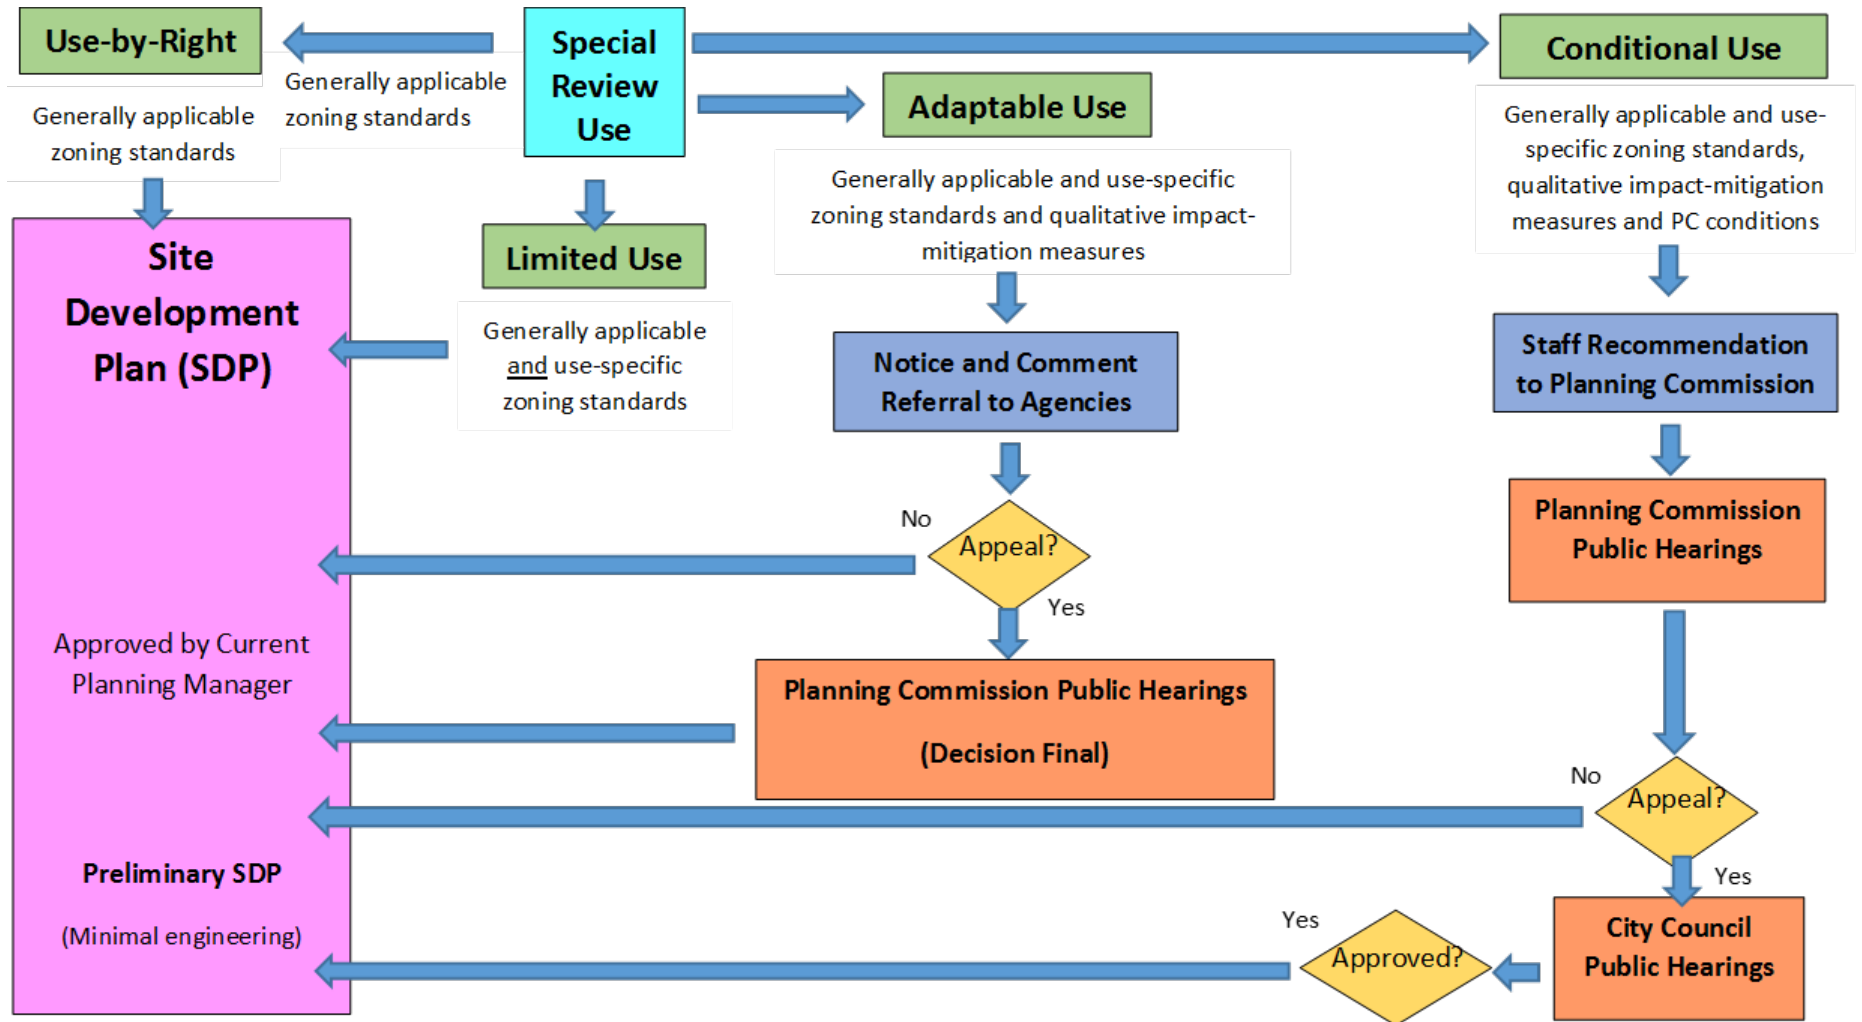 Use-by-Right
Generally applicable
zoning standards
Generally applicable
zoning standards
Special
Review
Use
Adaptable Use
Generally applicable and use-specific
zoning standards and qualitative impact-
mitigation measures
Conditional Use
Generally applicable and use-
specific zoning standards,
qualitative impact-mitigation
measures and PC conditions
Limited Use
Generally applicable
and use-specific
zoning standards
Site
Development
Plan (SDP)
Approved by Current
Planning Manager
Preliminary SDP
(Minimal engineering)
Notice and Comment
Referral to Agencies
No
Appeal?
Yes
Planning Commission Public Hearings
(Decision Final)
Staff Recommendation
to Planning Commission
Planning Commission
Public Hearings
No
Appeal?
Yes
City Council
Public Hearings
Yes
Approved?